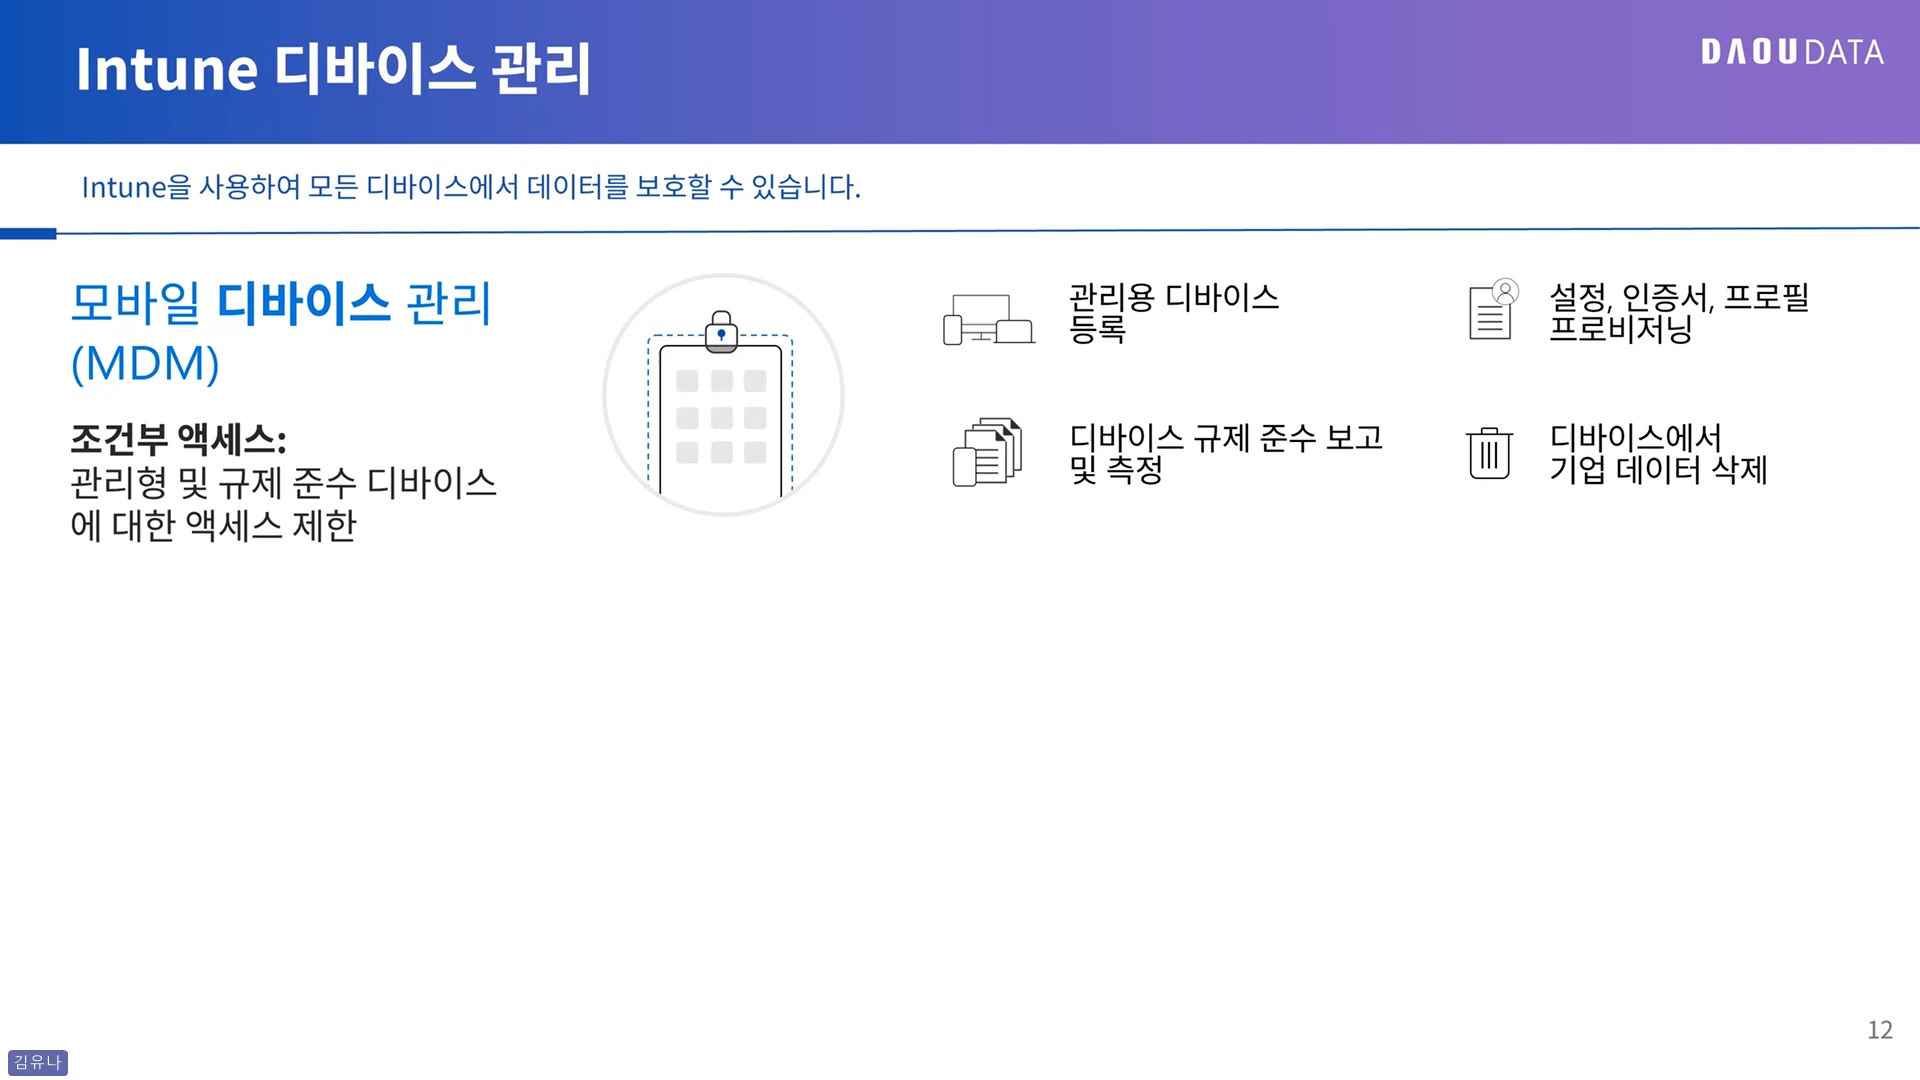 Intune 디바이스 관리
DAOUDATA
Intune을 사용하여 모든 디바이스에서 데이터를 보호할 수 있습니다.
모바일 디바이스 관리
(MDM)
조건부 액세스:
관리형 및 규제 준수 디바이스
에 대한 액세스 제한
관리용 디바이스
등록
설정, 인증서, 프로필
프로비저닝
디바이스 규제 준수 보고
및 측정
디바이스에서
기업 데이터 삭제
12
김유나